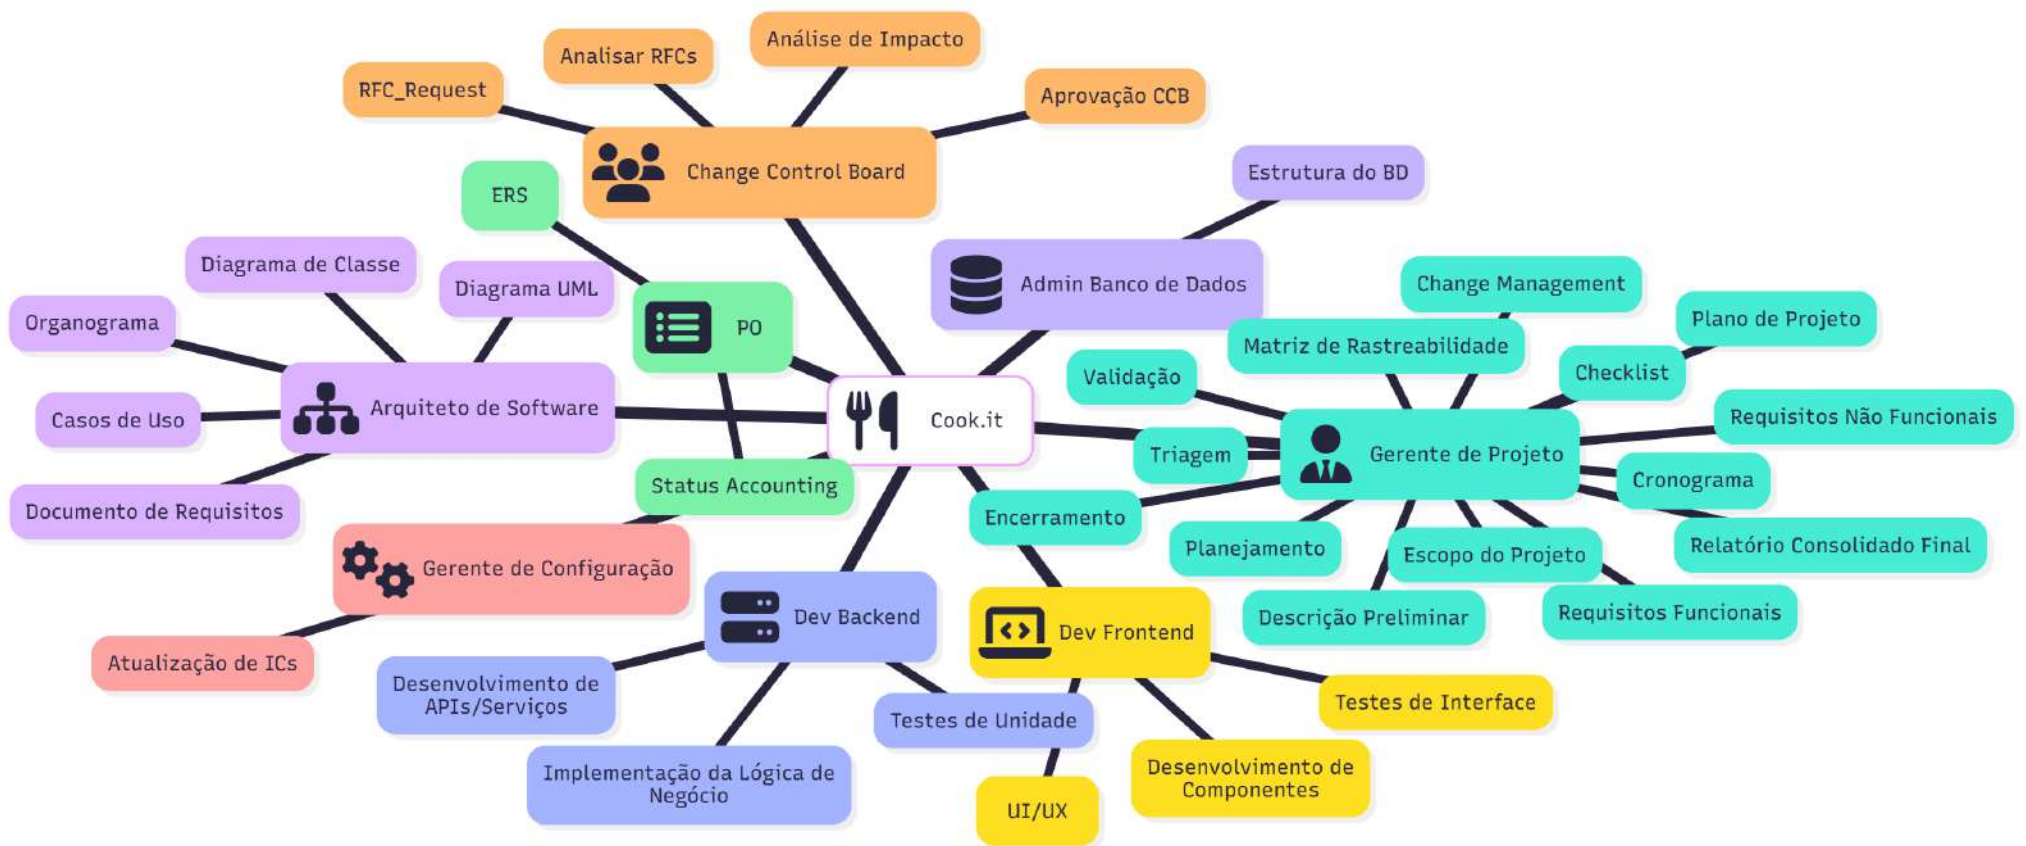 Análise de Impacto
Analisar RFCs
RFC_Request
Aprovação CCB
Change Control Board
Estrutura do BD
ERS
Diagrama de Classe
Diagrama UML
Admin Banco de Dados
Change Management
Organograma
PO
Plano de Projeto
Matriz de Rastreabilidade
Validação
Checklist
Arquiteto de Software
Casos de Uso
Cook.it
Requisitos Não Funcionais
Triagem
Gerente de Projeto
Status Accounting
Cronograma
Documento de Requisitos
Encerramento
Planejamento
Escopo do Projeto
Relatório Consolidado Final
Gerente de Configuração
Dev Backend
Dev Frontend
Descrição Preliminar
Requisitos Funcionais
Atualização de ICs
Desenvolvimento de
APIs/Serviços
Testes de Unidade
Testes de Interface
Implementação da Lógica de
Negócio
Desenvolvimento de
Componentes
UI/UX